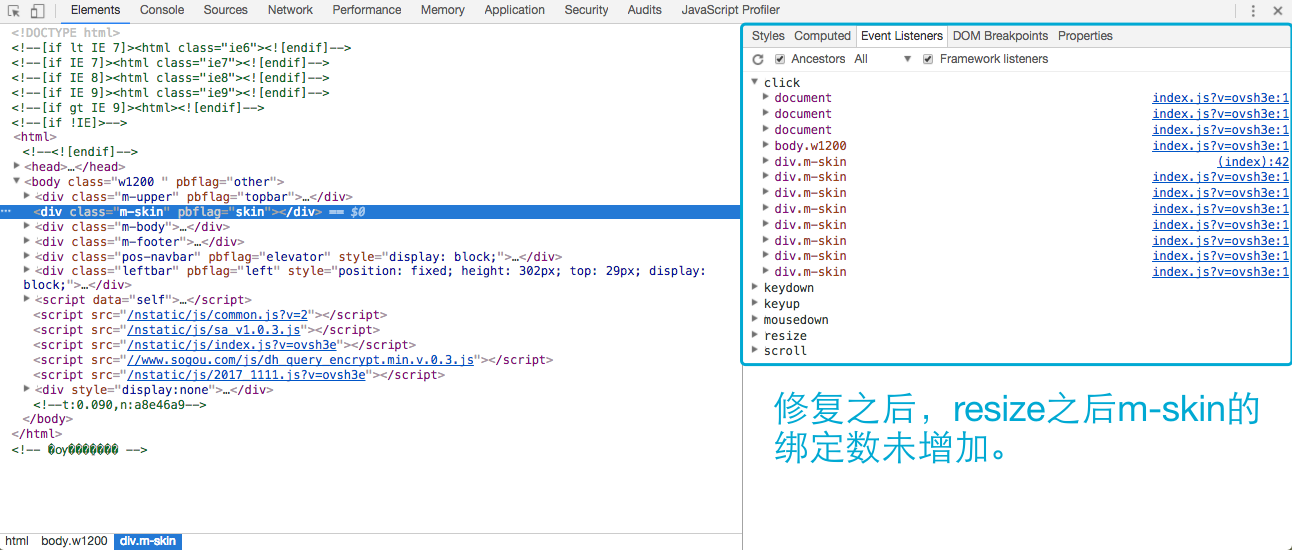 Elements Console Sources Network Performance Memory Application Security Audits JavaScript Profiler
<!DOCTYPE html>
<!--[if lt IE 7]><html class="ie6"><![endif]-->
<!--[if IE 7]><html class="ie7"><![endif]-->
<!--[if IE 8]><html class="ie8"><![endif]-->
<!--[if IE 9]><html class="ie9"><![endif]-->
<!--[if gt IE 9]><html><![endif]-->
<!--[if !IE]>-->
<html>
<!--<![endif]-->
<head>…</head>
<body class="w1200 " pbflag="other">
<div class="m-upper" pbflag="topbar">…</div>
<div class="m-skin" pbflag="skin"></div> == $0
<div class="m-body">…</div>
<div class="m-footer">…</div>
<div class="pos-navbar" pbflag="elevator" style="display: block;">…</div>
<div class="leftbar" pbflag="left" style="position: fixed; height: 302px; top: 29px; display:
block;">…</div>
<script data="self">…</script>
<script src="/nstatic/js/common.js?v=2"></script>
<script src="/nstatic/js/sa_v1.0.3.js"></script>
<script src="/nstatic/js/index.js?v=ovsh3e"></script>
<script src="//www.sogou.com/js/dh_query_encrypt.min.v.0.3.js"></script>
<script src="/nstatic/js/2017_1111.js?v=ovsh3e"></script>
<div style="display:none">…</div>
<!--t:0.090,n:a8e46a9-->
</body>
</html>
<!-- �oy������� -->
html body.w1200 div.m-skin
Styles Computed Event Listeners DOM Breakpoints Properties
Ancestors All Framework listeners
click
document index.js?v=ovsh3e:1
document index.js?v=ovsh3e:1
document index.js?v=ovsh3e:1
body.w1200 index.js?v=ovsh3e:1
div.m-skin (index):42
div.m-skin index.js?v=ovsh3e:1
div.m-skin index.js?v=ovsh3e:1
div.m-skin index.js?v=ovsh3e:1
div.m-skin index.js?v=ovsh3e:1
div.m-skin index.js?v=ovsh3e:1
div.m-skin index.js?v=ovsh3e:1
div.m-skin index.js?v=ovsh3e:1
keydown
keyup
mousedown
resize
scroll
修复之后，resize之后m-skin的
绑定数未增加。